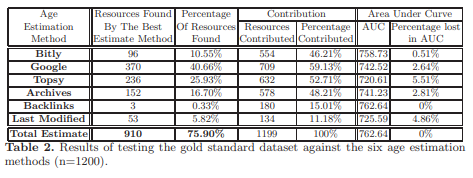 Age Resources Found Percentage Contribution Area Under Curve
Estimation By The Best Of Resources Resources Percentage AUC Percentage lost
Method Estimate Method Found Contributed Contributed in AUC
Bitly 96 10.55% 554 46.21% 758.73 0.51%
Google 370 40.66% 709 59.13% 742.52 2.64%
Topsy 236 25.93% 632 52.71% 720.61 5.51%
Archives 152 16.70% 578 48.21% 741.23 2.81%
Backlinks 3 0.33% 180 15.01% 762.64 0%
Last Modified 53 5.82% 134 11.18% 725.59 4.86%
Total Estimate 910 75.90% 1199 100% 762.64 0%
Table 2. Results of testing the gold standard dataset against the six age estimation
methods (n=1200).